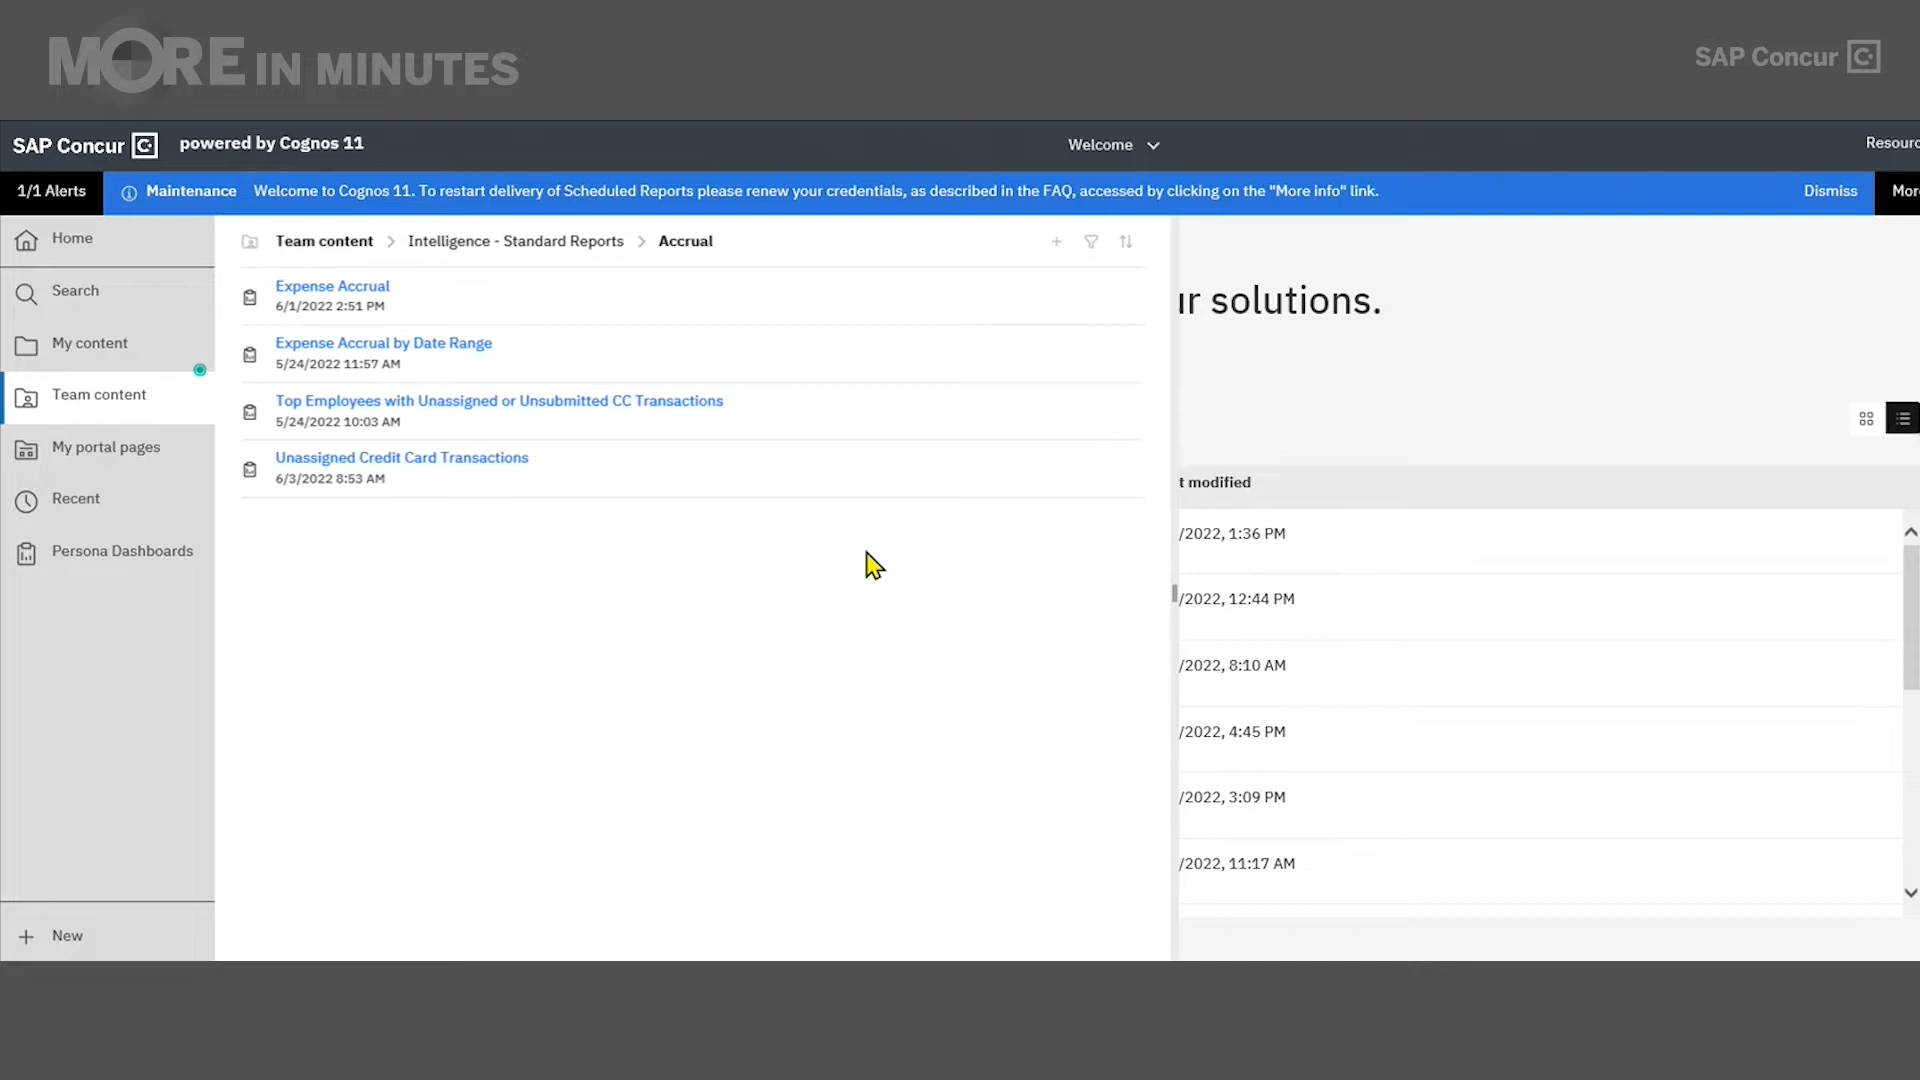 MORE IN MINUTES
SAP Concur
SAP Concur powered by Cognos 11
Welcome
Resourc
1/1 Alerts
Maintenance Welcome to Cognos 11. To restart delivery of Scheduled Reports please renew your credentials, as described in the FAQ, accessed by clicking on the "More info" link.
Dismiss
Mor
Home
Search
My content
Team content
My portal pages
Recent
Persona Dashboards
New
Team content > Intelligence - Standard Reports > Accrual
Expense Accrual
6/1/2022 2:51 PM
Expense Accrual by Date Range
5/24/2022 11:57 AM
Top Employees with Unassigned or Unsubmitted CC Transactions
5/24/2022 10:03 AM
Unassigned Credit Card Transactions
6/3/2022 8:53 AM
ur solutions.
t modified
/2022, 1:36 PM
/2022, 12:44 PM
/2022, 8:10 AM
/2022, 4:45 PM
/2022, 3:09 PM
/2022, 11:17 AM